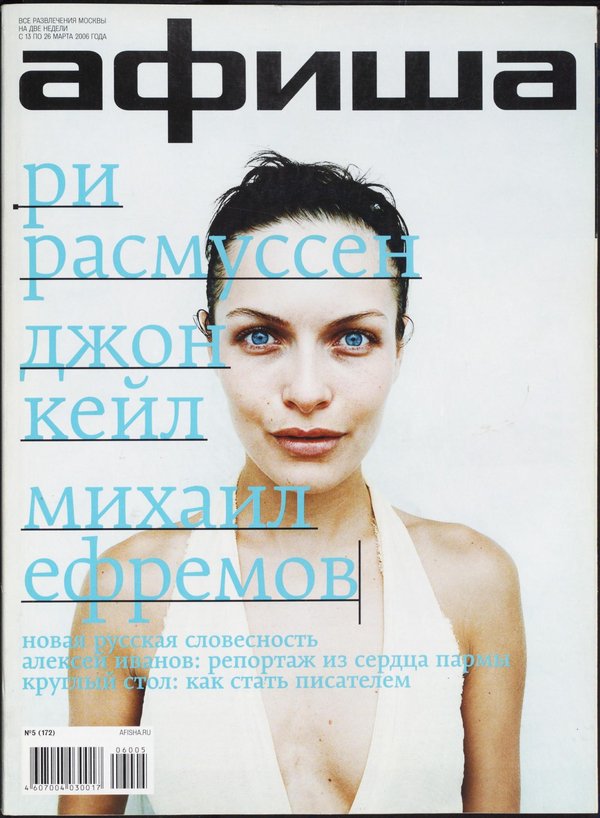 ВСЕ РАЗВЛЕЧЕНИЯ МОСКВЫ
НА ДВЕ НЕДЕЛИ
С 13 ПО 26 МАРТА 2006 ГОДА
афиша
ри
расмуссен
джон
кейл
михаил
ефремов
новая русская словесность
алексей иванов: репортаж из сердца пармы
круглый стол: как стать писателем
№5 (172)
AFISHA.RU
06005
4 607004 030017